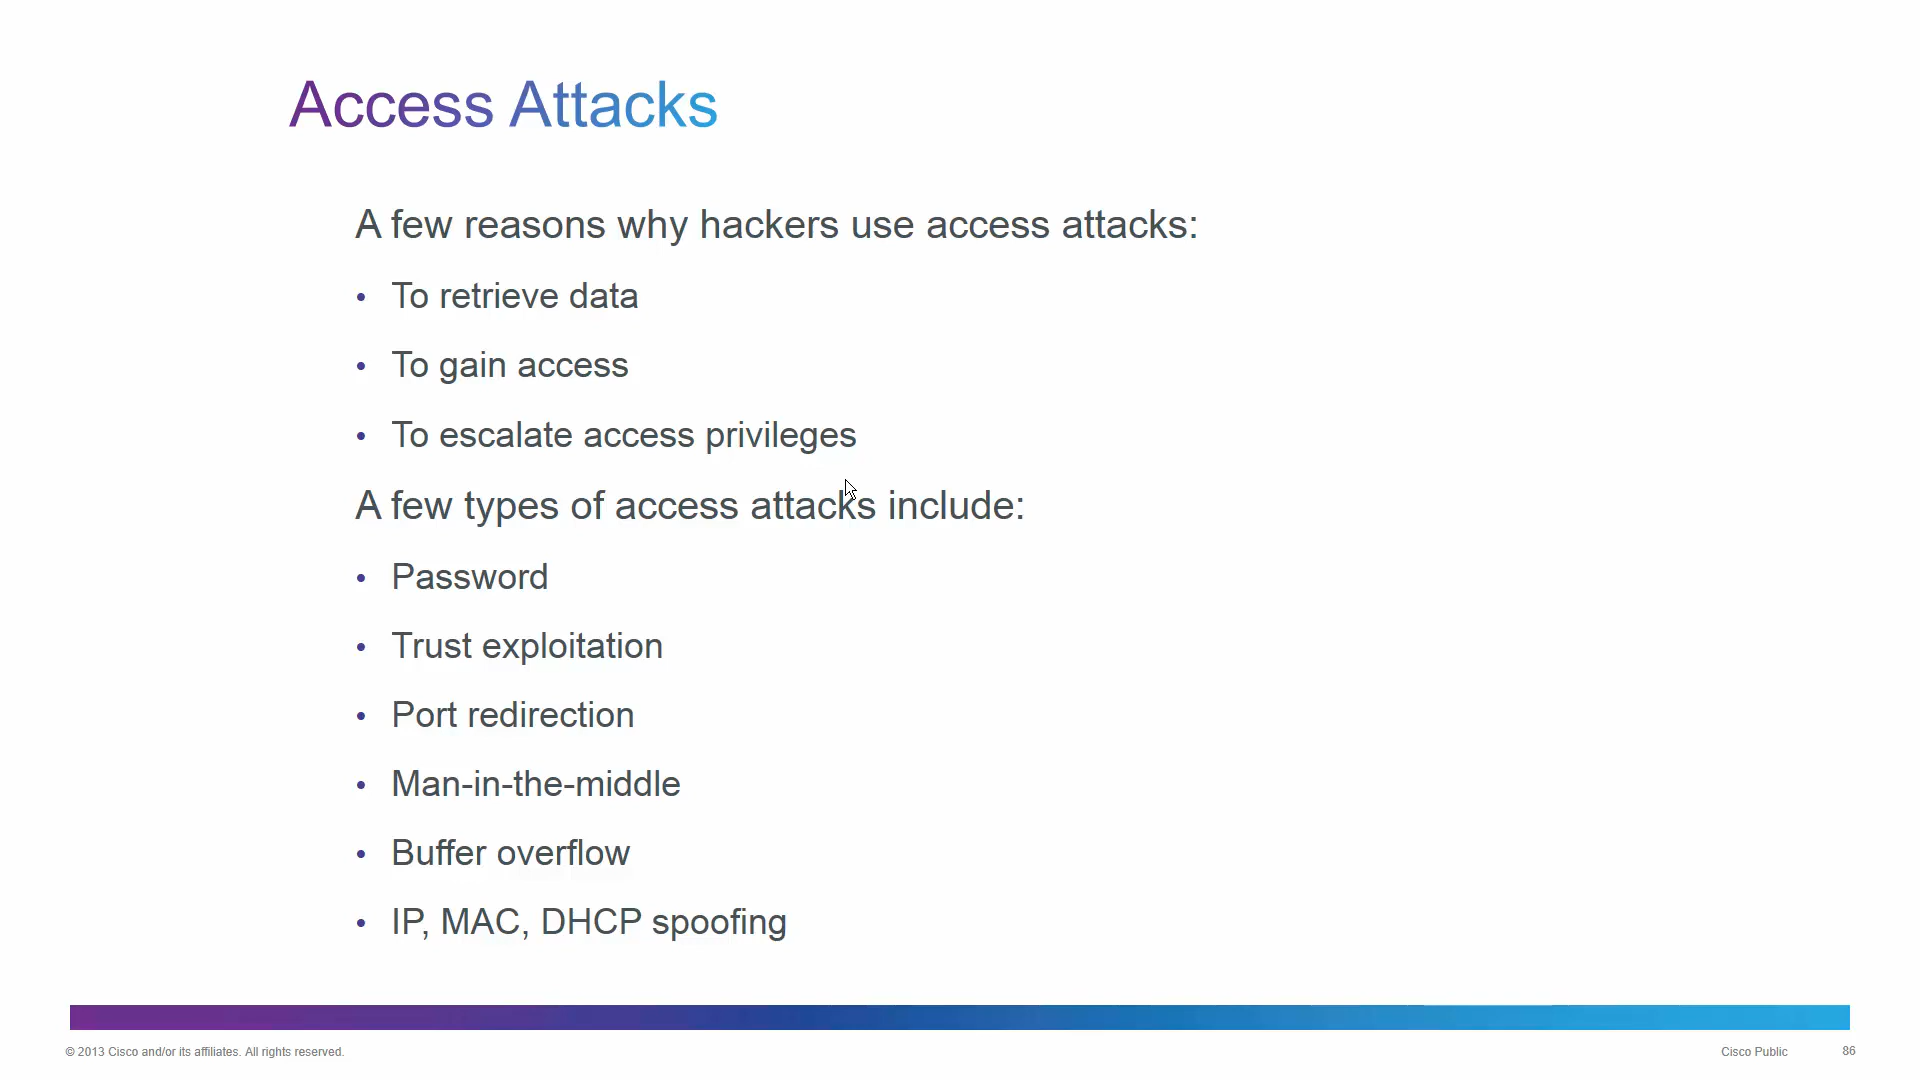 Access Attacks
A few reasons why hackers use access attacks:
• To retrieve data
• To gain access
• To escalate access privileges
A few types of access attacks include:
• Password
• Trust exploitation
• Port redirection
• Man-in-the-middle
• Buffer overflow
• IP, MAC, DHCP spoofing
© 2013 Cisco and/or its affiliates. All rights reserved.
Cisco Public
86